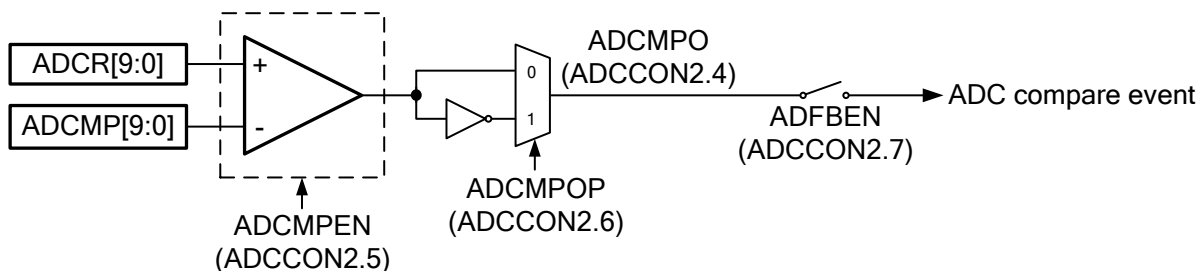 ADCR[9:0]
ADCMP[9:0]
+
-
ADCMPEN
(ADCCON2.5)
0
1
ADCMPOP
(ADCCON2.6)
ADCMPO
(ADCCON2.4)
ADFBEN
(ADCCON2.7)
ADC compare event